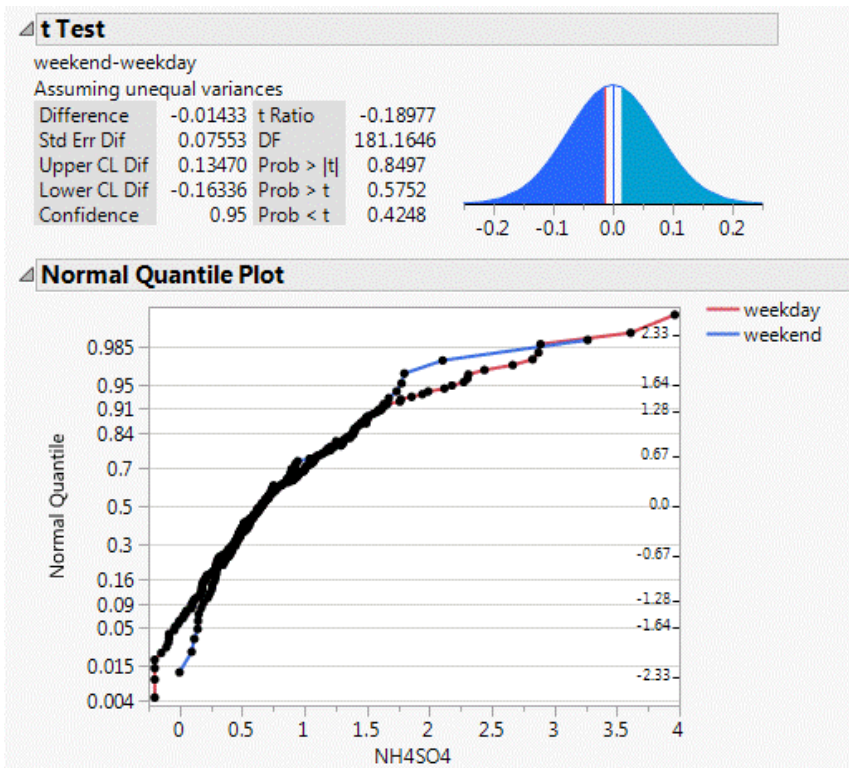 t Test
weekend-weekday
Assuming unequal variances
Difference -0.01433 t Ratio -0.18977
Std Err Dif 0.07553 DF 181.1646
Upper CL Dif 0.13470 Prob > |t| 0.8497
Lower CL Dif -0.16336 Prob > t 0.5752
Confidence 0.95 Prob < t 0.4248
-0.2 -0.1 0.0 0.1 0.2
Normal Quantile Plot
weekday
weekend
Normal Quantile
0.985
0.95
0.91
0.84
0.7
0.5
0.3
0.16
0.09
0.05
0.015
0.004
2.33
1.64
1.28
0.67
0.0
-0.67
-1.28
-1.64
-2.33
0 0.5 1 1.5 2 2.5 3 3.5 4
NH4SO4